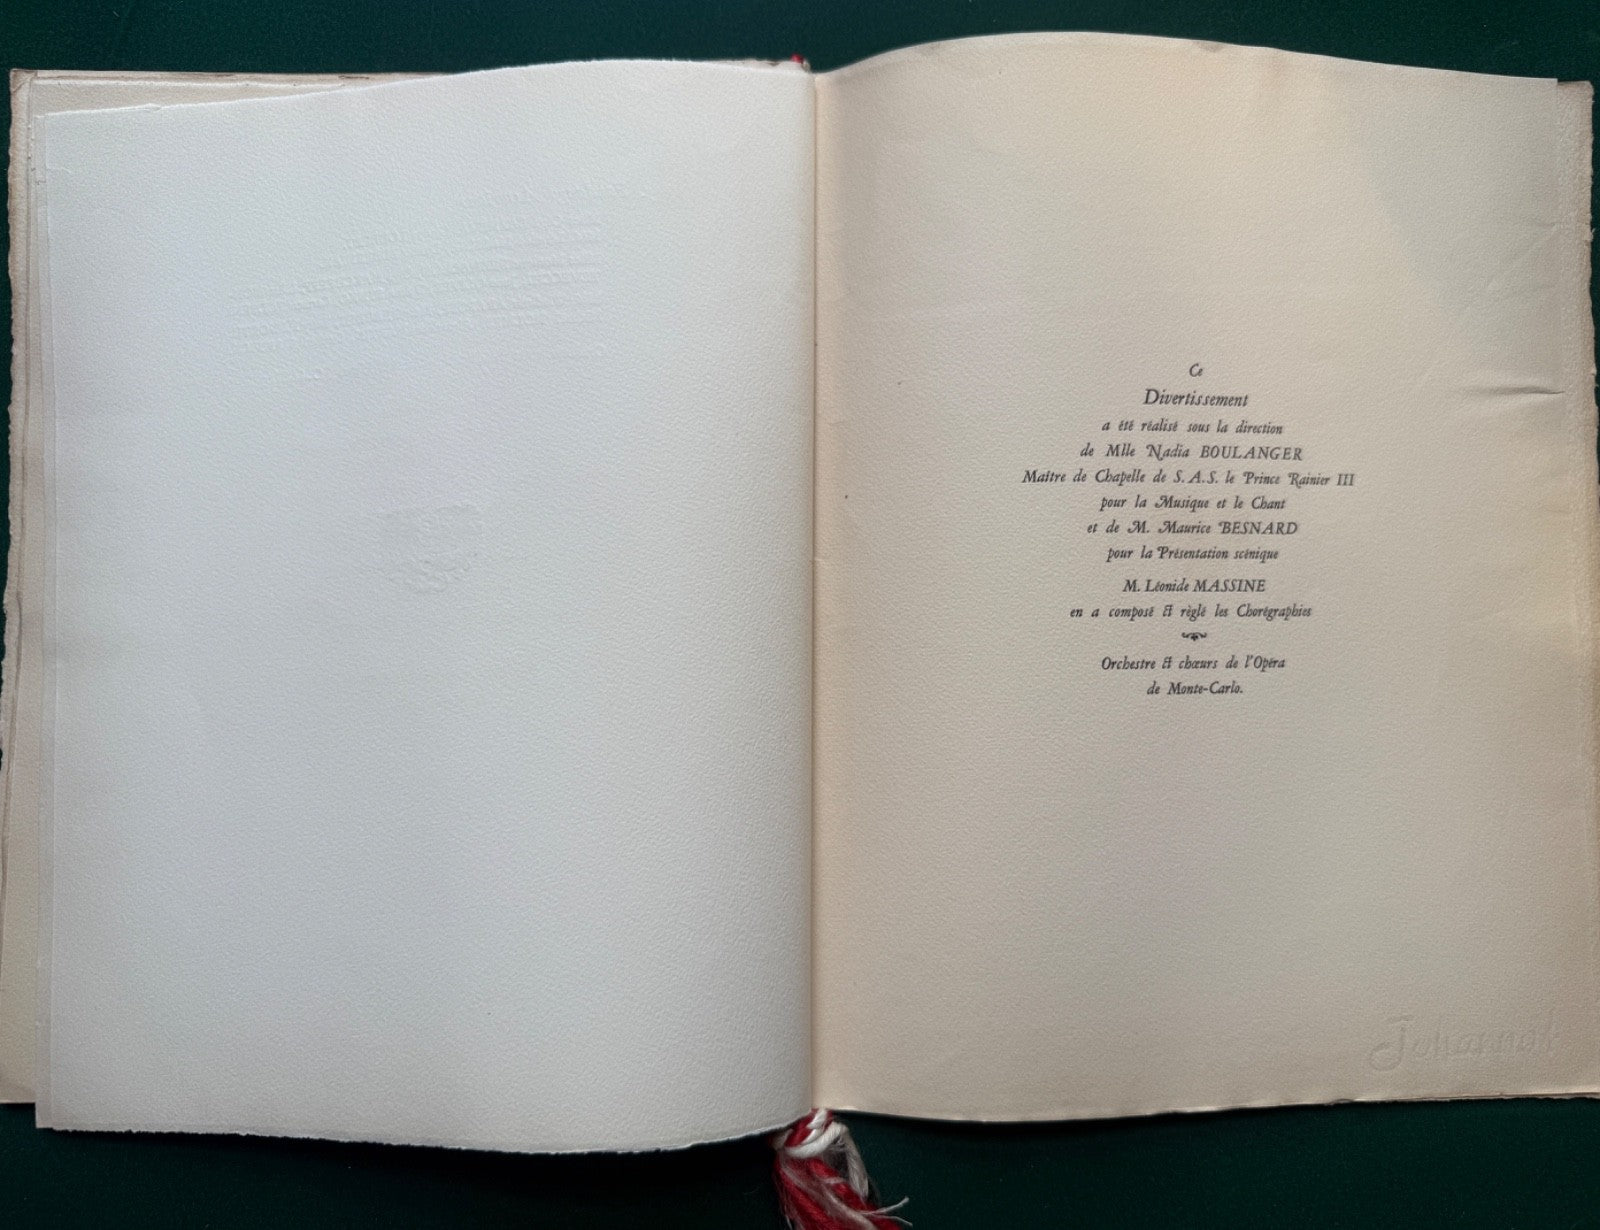 Ce
Divertissement
a été réalisé sous la direction
de Mlle Nadia BOULANGER
Maître de Chapelle de S. A. S. le Prince Rainier III
pour la Musique et le Chant
et de M. Maurice BESNARD
pour la Présentation scénique
M. Léonide MASSINE
en a composé & règlé les Chorégraphies
Orchestre & chœurs de l'Opéra
de Monte-Carlo.
Johannot